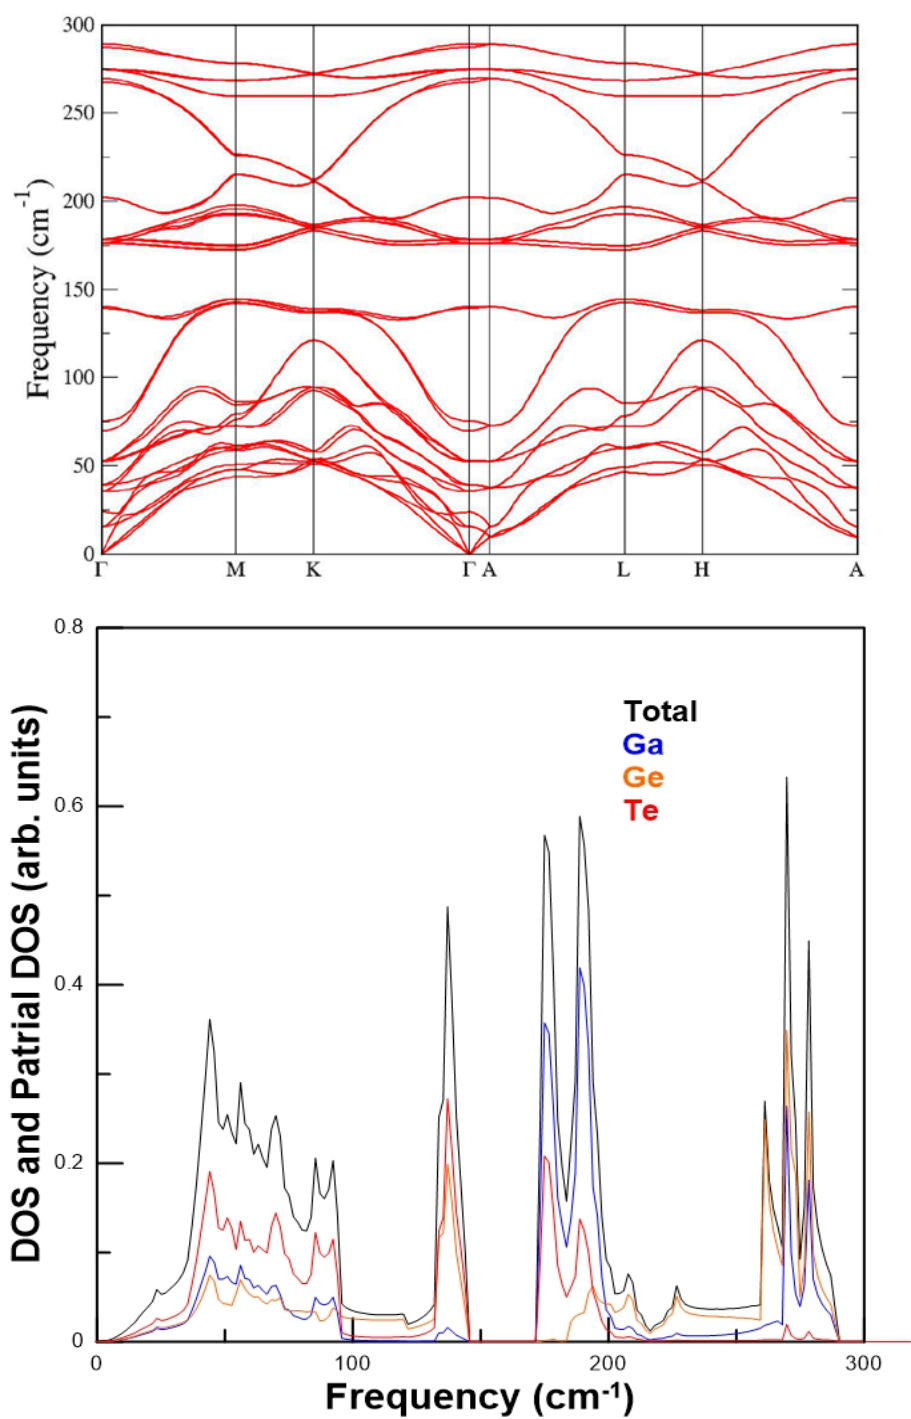 300
250
200
150
100
50
0
Frequency (cm-1)
Γ M K Γ A L H A
0.8
0.6
0.4
0.2
0
DOS and Patrial DOS (arb. units)
Total
Ga
Ge
Te
0 100 200 300
Frequency (cm-1)